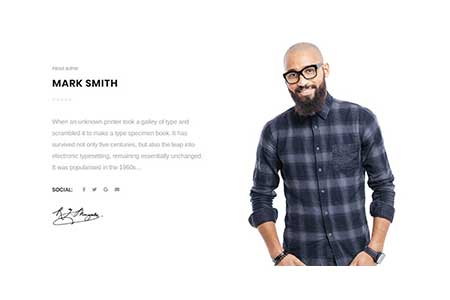 About author
MARK SMITH
When an unknown printer took a galley of type and
scrambled it to make a type specimen book. It has
survived not only five centuries, but also the leap into
electronic typesetting, remaining essentially unchanged
It was popularised in the 1960s...
SOCIAL: